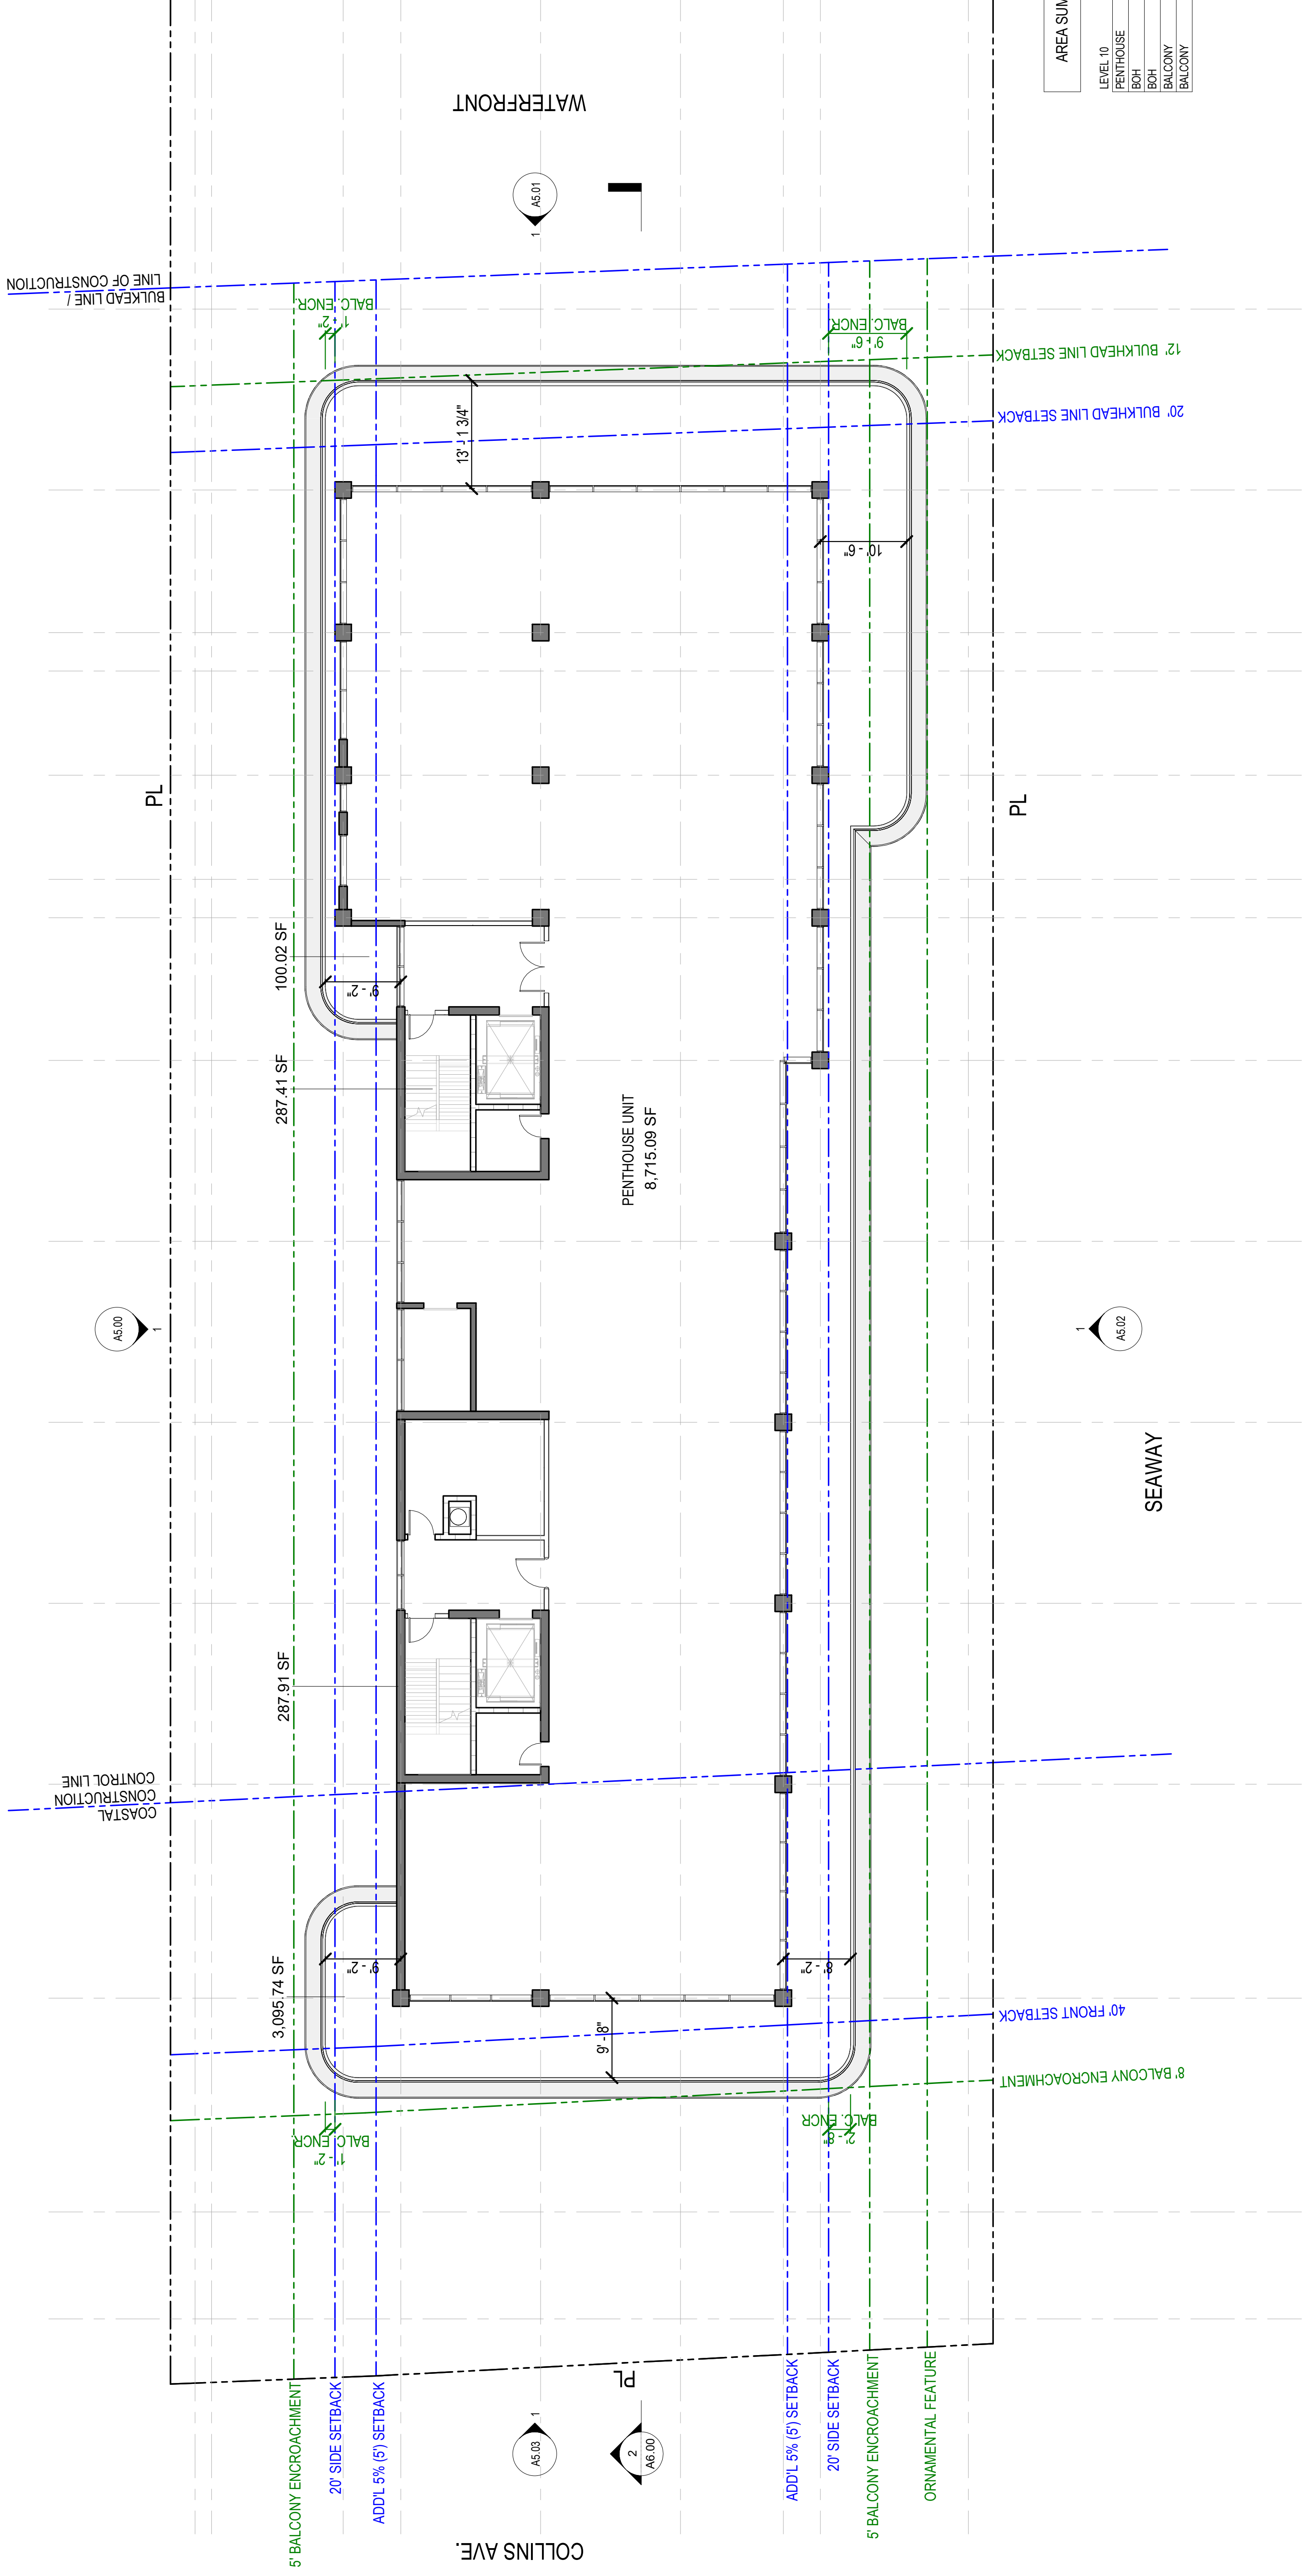 WATERFRONT
AREA SUM
LEVEL 10
PENTHOUSE
BOH
BOH
BALCONY
BALCONY
1
A5.01
BULKHEAD LINE /
LINE OF CONSTRUCTION
1' - 2"
BALC. ENCR.
9' - 6"
BALC. ENCR.
12' BULKHEAD LINE SETBACK
20' BULKHEAD LINE SETBACK
13' - 1 3/4"
10' - 6"
PL
PL
100.02 SF
9' - 2"
287.41 SF
PENTHOUSE UNIT
8,715.09 SF
A5.00
1
1
A5.02
SEAWAY
287.91 SF
COASTAL
CONSTRUCTION
CONTROL LINE
3,095.74 SF
9' - 2"
8' - 2"
9' - 8"
40' FRONT SETBACK
8' BALCONY ENCROACHMENT
1' - 2"
BALC. ENCR.
2' - 8"
BALC. ENCR
PL
5' BALCONY ENCROACHMENT
20' SIDE SETBACK
ADD'L 5% (5') SETBACK
A5.03
1
2
A6.00
ADD'L 5% (5') SETBACK
20' SIDE SETBACK
5' BALCONY ENCROACHMENT
ORNAMENTAL FEATURE
COLLINS AVE.